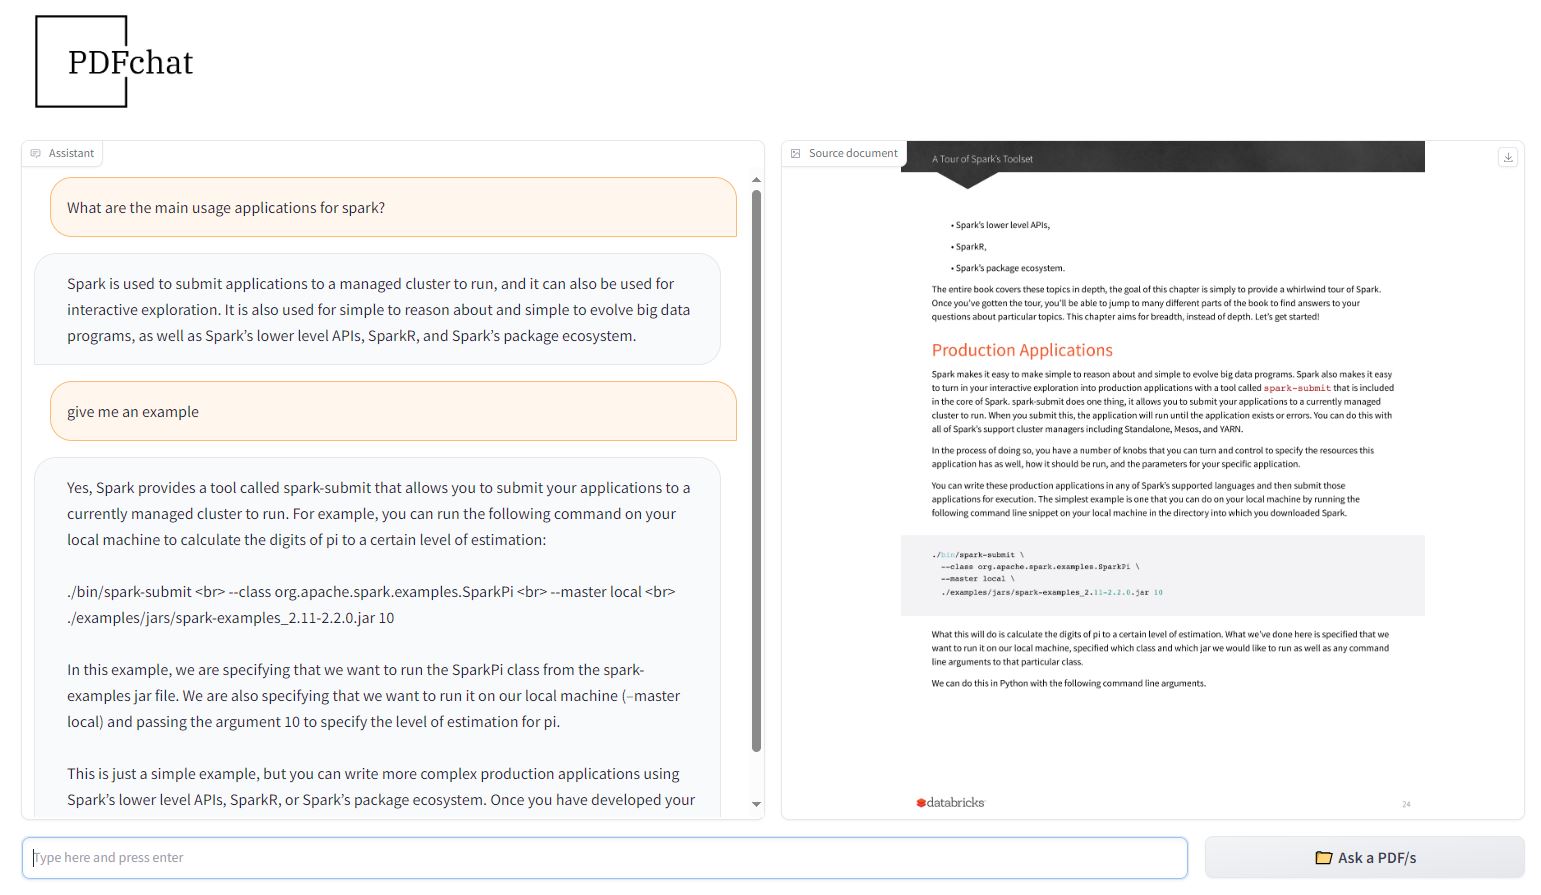 PDFchat
Assistant
What are the main usage applications for spark?
Spark is used to submit applications to a managed cluster to run, and it can also be used for
interactive exploration. It is also used for simple to reason about and simple to evolve big data
programs, as well as Spark’s lower level APIs, SparkR, and Spark’s package ecosystem.
give me an example
Yes, Spark provides a tool called spark-submit that allows you to submit your applications to a
currently managed cluster to run. For example, you can run the following command on your
local machine to calculate the digits of pi to a certain level of estimation:
./bin/spark-submit <br> --class org.apache.spark.examples.SparkPi <br> --master local <br>
./examples/jars/spark-examples_2.11-2.2.0.jar 10
In this example, we are specifying that we want to run the SparkPi class from the spark-
examples jar file. We are also specifying that we want to run it on our local machine (–master
local) and passing the argument 10 to specify the level of estimation for pi.
This is just a simple example, but you can write more complex production applications using
Spark’s lower level APIs, SparkR, or Spark’s package ecosystem. Once you have developed your
Source document
A Tour of Spark’s Toolset
• Spark’s lower level APIs,
• SparkR,
• Spark’s package ecosystem.
The entire book covers these topics in depth, the goal of this chapter is simply to provide a whirlwind tour of Spark.
Once you’ve gotten the tour, you’ll be able to jump to many different parts of the book to find answers to your
questions about particular topics. This chapter aims for breadth, instead of depth. Let’s get started!
Production Applications
Spark makes it easy to make simple to reason about and simple to evolve big data programs. Spark also makes it easy
to turn in your interactive exploration into production applications with a tool called spark-submit that is included
in the core of Spark. spark-submit does one thing, it allows you to submit your applications to a currently managed
cluster to run. When you submit this, the application will run until the application exists or errors. You can do this with
all of Spark’s support cluster managers including Standalone, Mesos, and YARN.
In the process of doing so, you have a number of knobs that you can turn and control to specify the resources this
application has as well, how it should be run, and the parameters for your specific application.
You can write these production applications in any of Spark’s supported languages and then submit those
applications for execution. The simplest example is one that you can do on your local machine by running the
following command line snippet on your local machine in the directory into which you downloaded Spark.
./bin/spark-submit \
--class org.apache.spark.examples.SparkPi \
--master local \
./examples/jars/spark-examples_2.11-2.2.0.jar 10
What this will do is calculate the digits of pi to a certain level of estimation. What we’ve done here is specified that we
want to run it on our local machine, specified which class and which jar we would like to run as well as any command
line arguments to that particular class.
We can do this in Python with the following command line arguments.
databricks
24
Type here and press enter
Ask a PDF/s